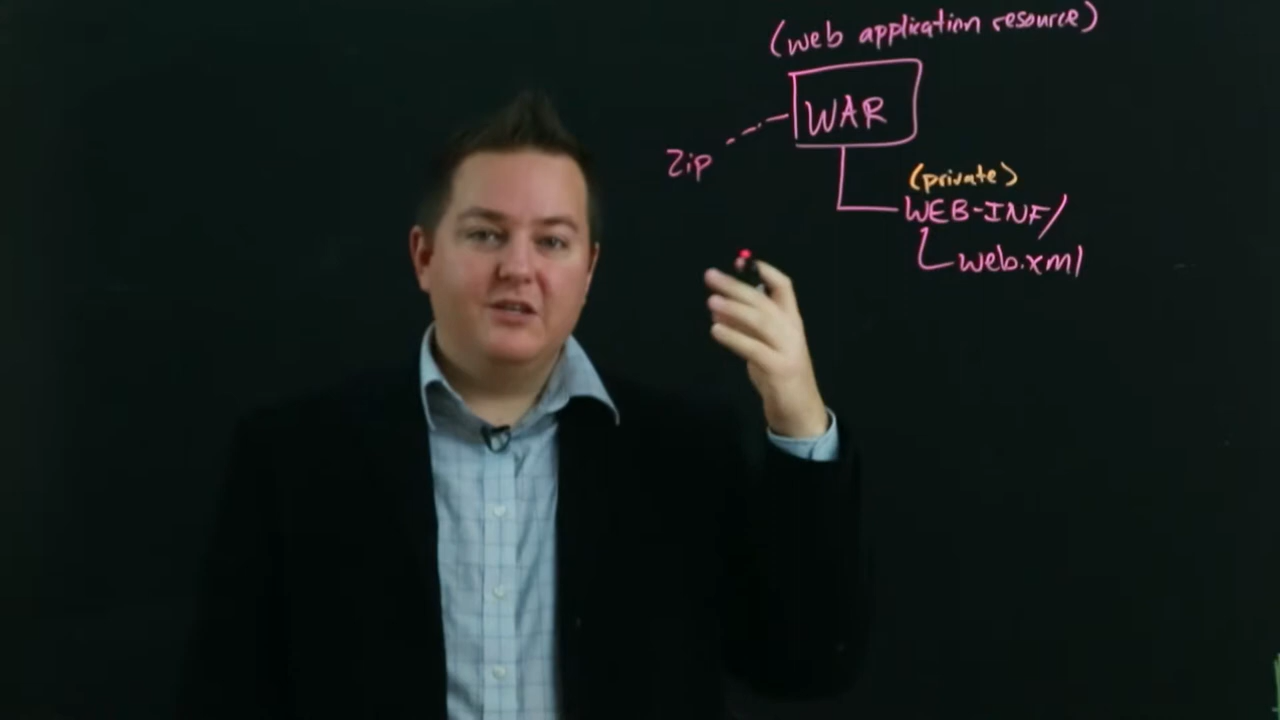 (web application resource)
WAR
Zip
(private)
WEB-INF/
web.xml